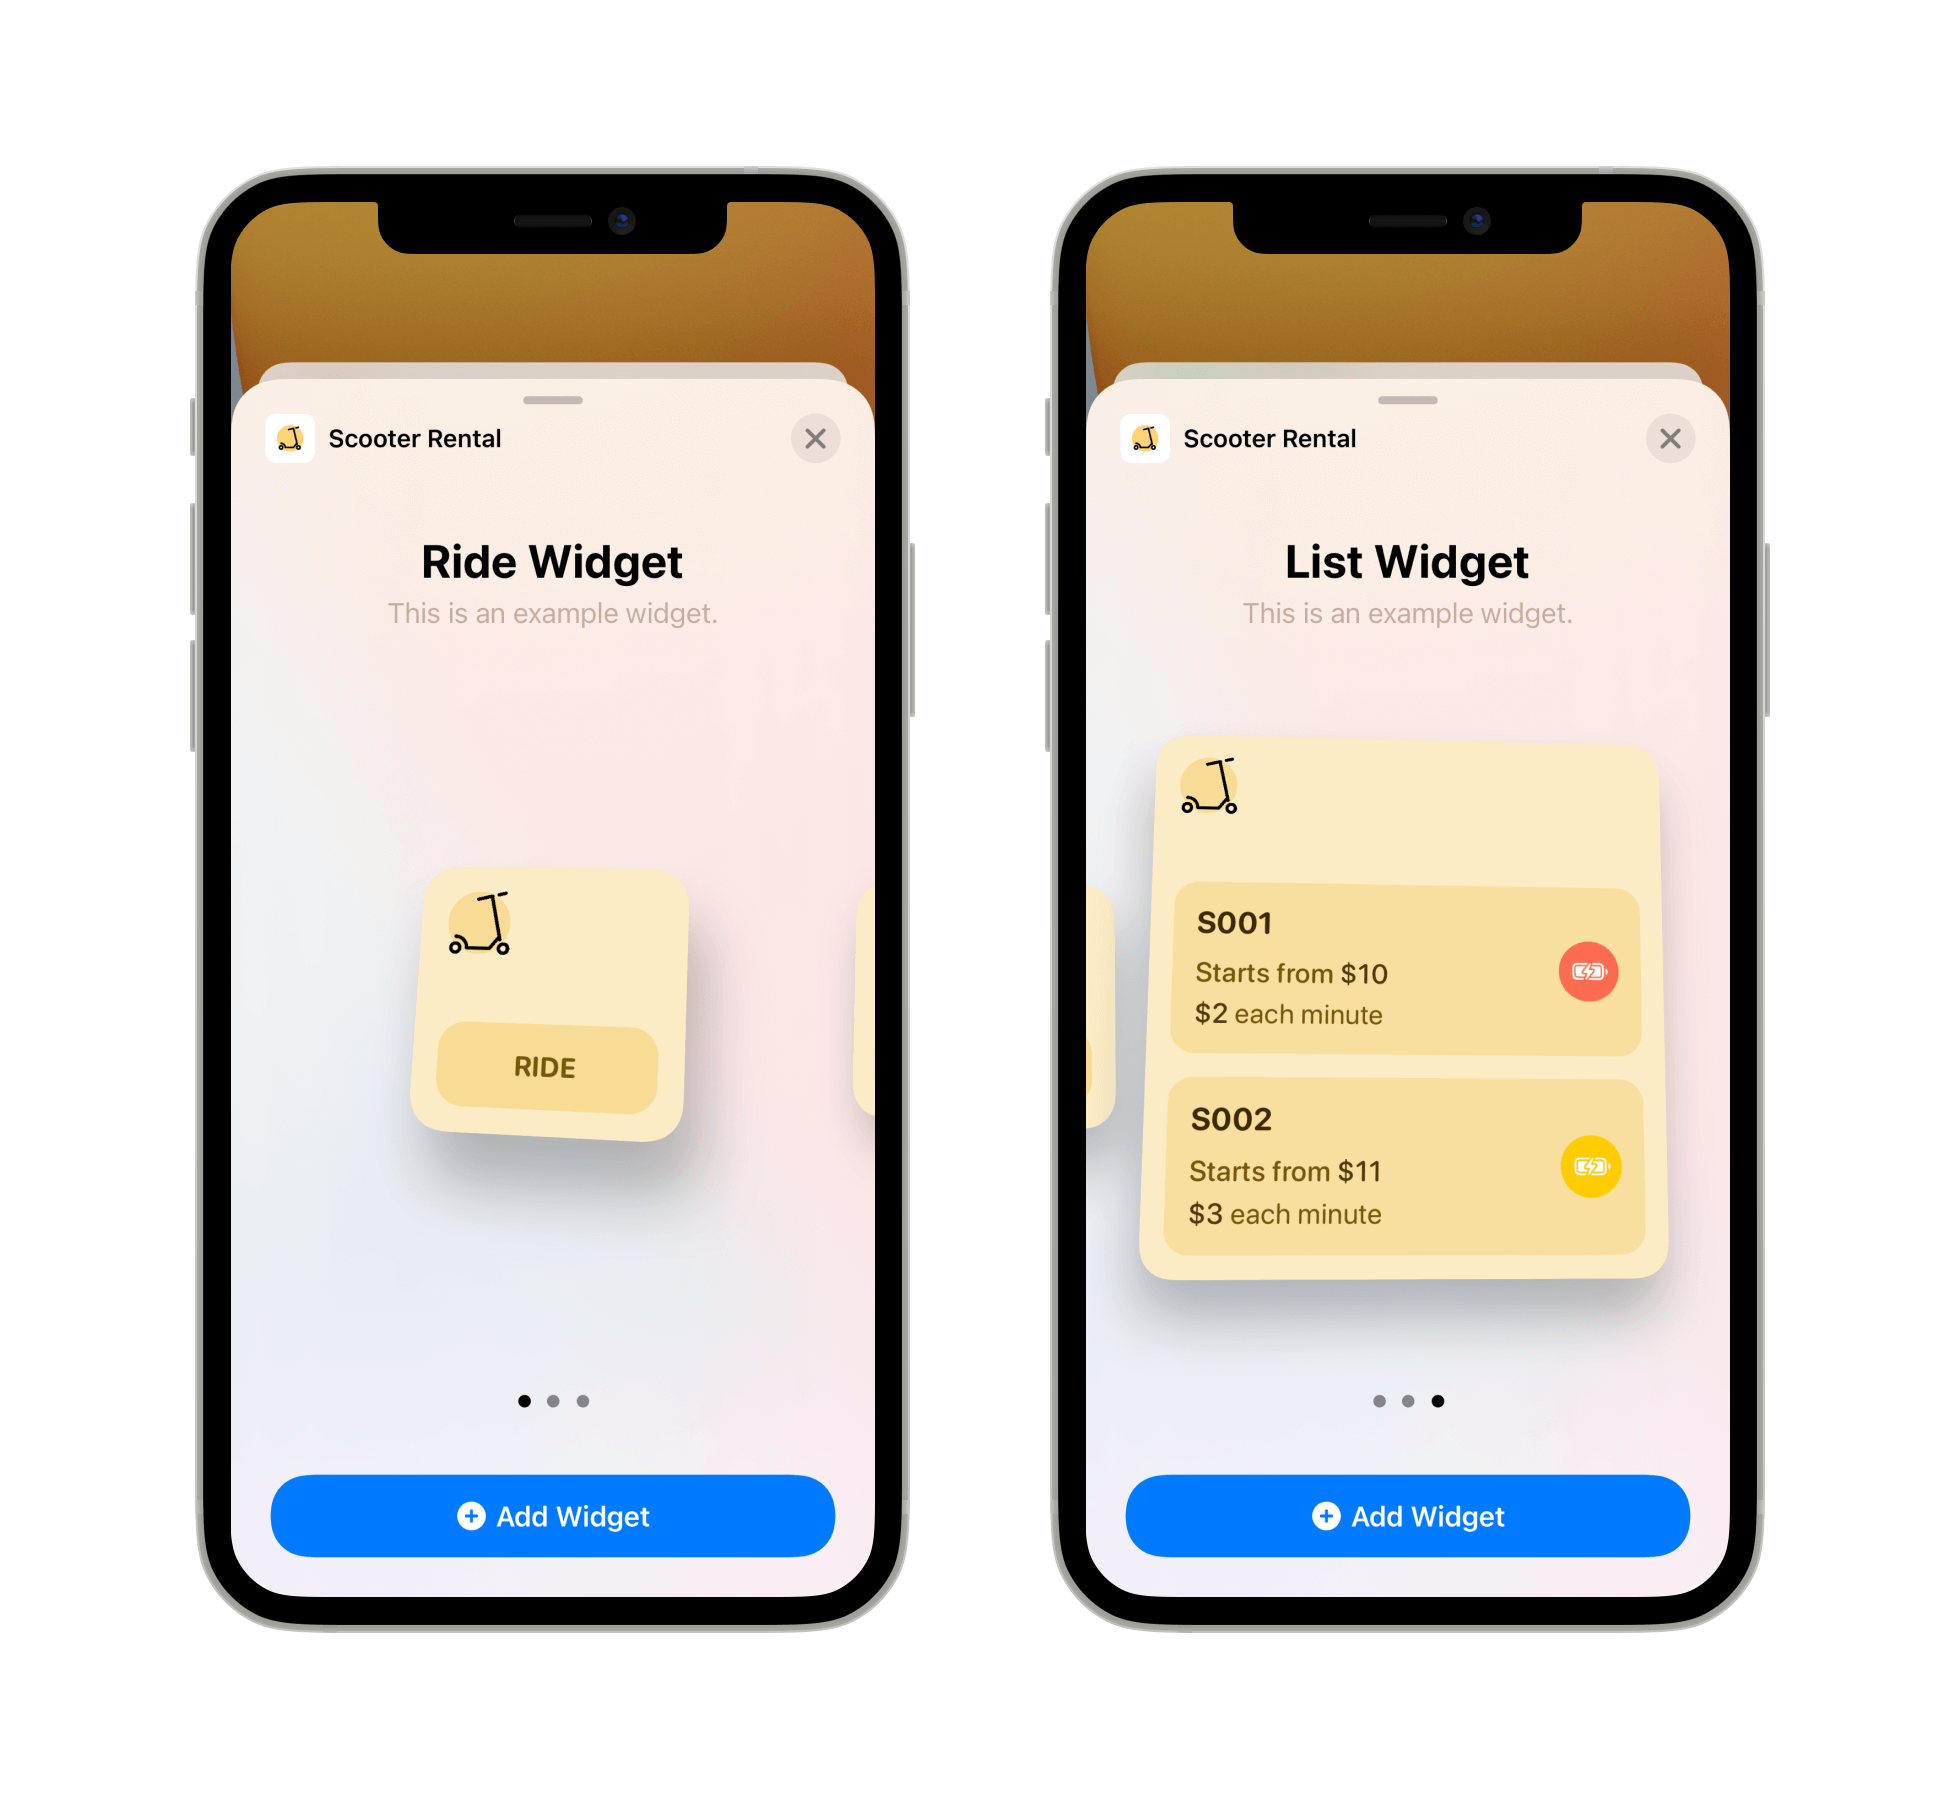 Scooter Rental
Ride Widget
This is an example widget.
RIDE
Add Widget
Scooter Rental
List Widget
This is an example widget.
S001
Starts from $10
$2 each minute
S002
Starts from $11
$3 each minute
Add Widget